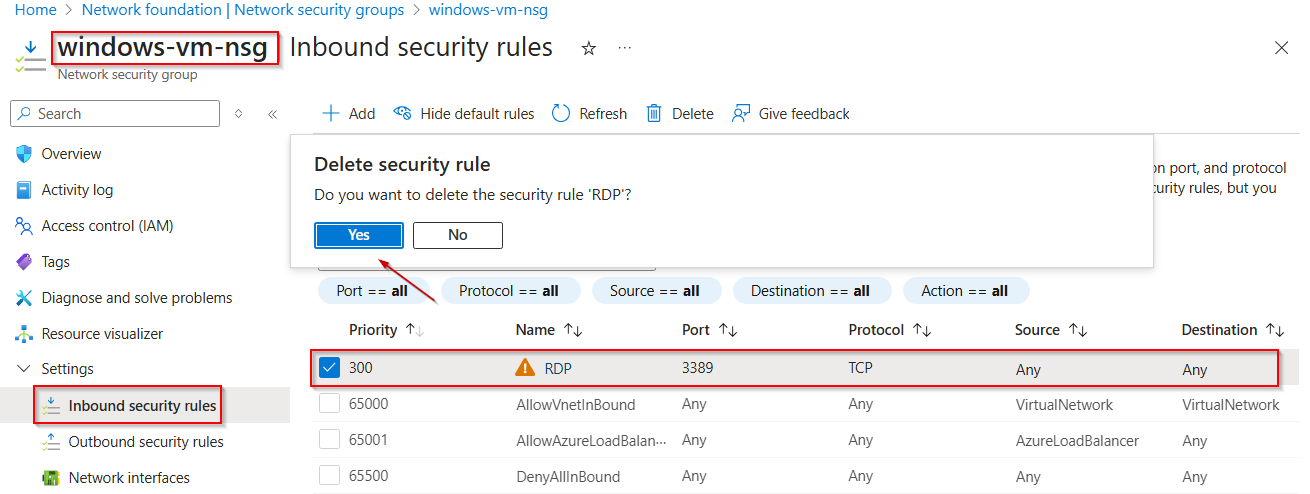 Home > Network foundation | Network security groups > windows-vm-nsg
windows-vm-nsg | Inbound security rules ☆ ...
Network security group
Search
Add Hide default rules Refresh Delete Give feedback
Overview
Activity log
Access control (IAM)
Tags
Diagnose and solve problems
Resource visualizer
Settings
Inbound security rules
Outbound security rules
Network interfaces
Delete security rule
Do you want to delete the security rule 'RDP'?
Yes No
on port, and protocol
curity rules, but you
Port == all Protocol == all Source == all Destination == all Action == all
Priority ↑↓ Name ↑↓ Port ↑↓ Protocol ↑↓ Source ↑↓ Destination ↑↓
300 RDP 3389 TCP Any Any
65000 AllowVnetInBound Any Any VirtualNetwork VirtualNetwork
65001 AllowAzureLoadBalan... Any Any AzureLoadBalancer Any
65500 DenyAllInBound Any Any Any Any